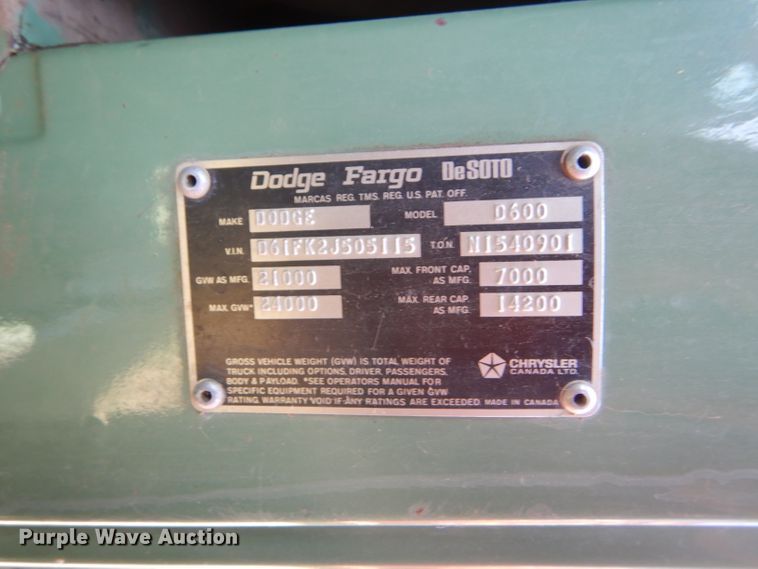 Dodge Fargo DeSOTO
MARCAS REG. TMS. REG. U.S. PAT. OFF.
MAKE DODGE MODEL D600
V.I.N. D61FK2J505115 T.O.N. N1540901
GVW AS MFG. 21000 MAX. FRONT CAP. AS MFG. 7000
MAX. GVW* 24000 MAX. REAR CAP. AS MFG. 14200
GROSS VEHICLE WEIGHT (GVW) IS TOTAL WEIGHT OF
TRUCK INCLUDING OPTIONS, DRIVER, PASSENGERS,
BODY & PAYLOAD. *SEE OPERATORS MANUAL FOR
SPECIFIC EQUIPMENT REQUIRED FOR A GIVEN GVW
RATING. WARRANTY VOID IF ANY RATINGS ARE EXCEEDED MADE IN CANADA
CHRYSLER
CANADA LTD.
Purple Wave Auction